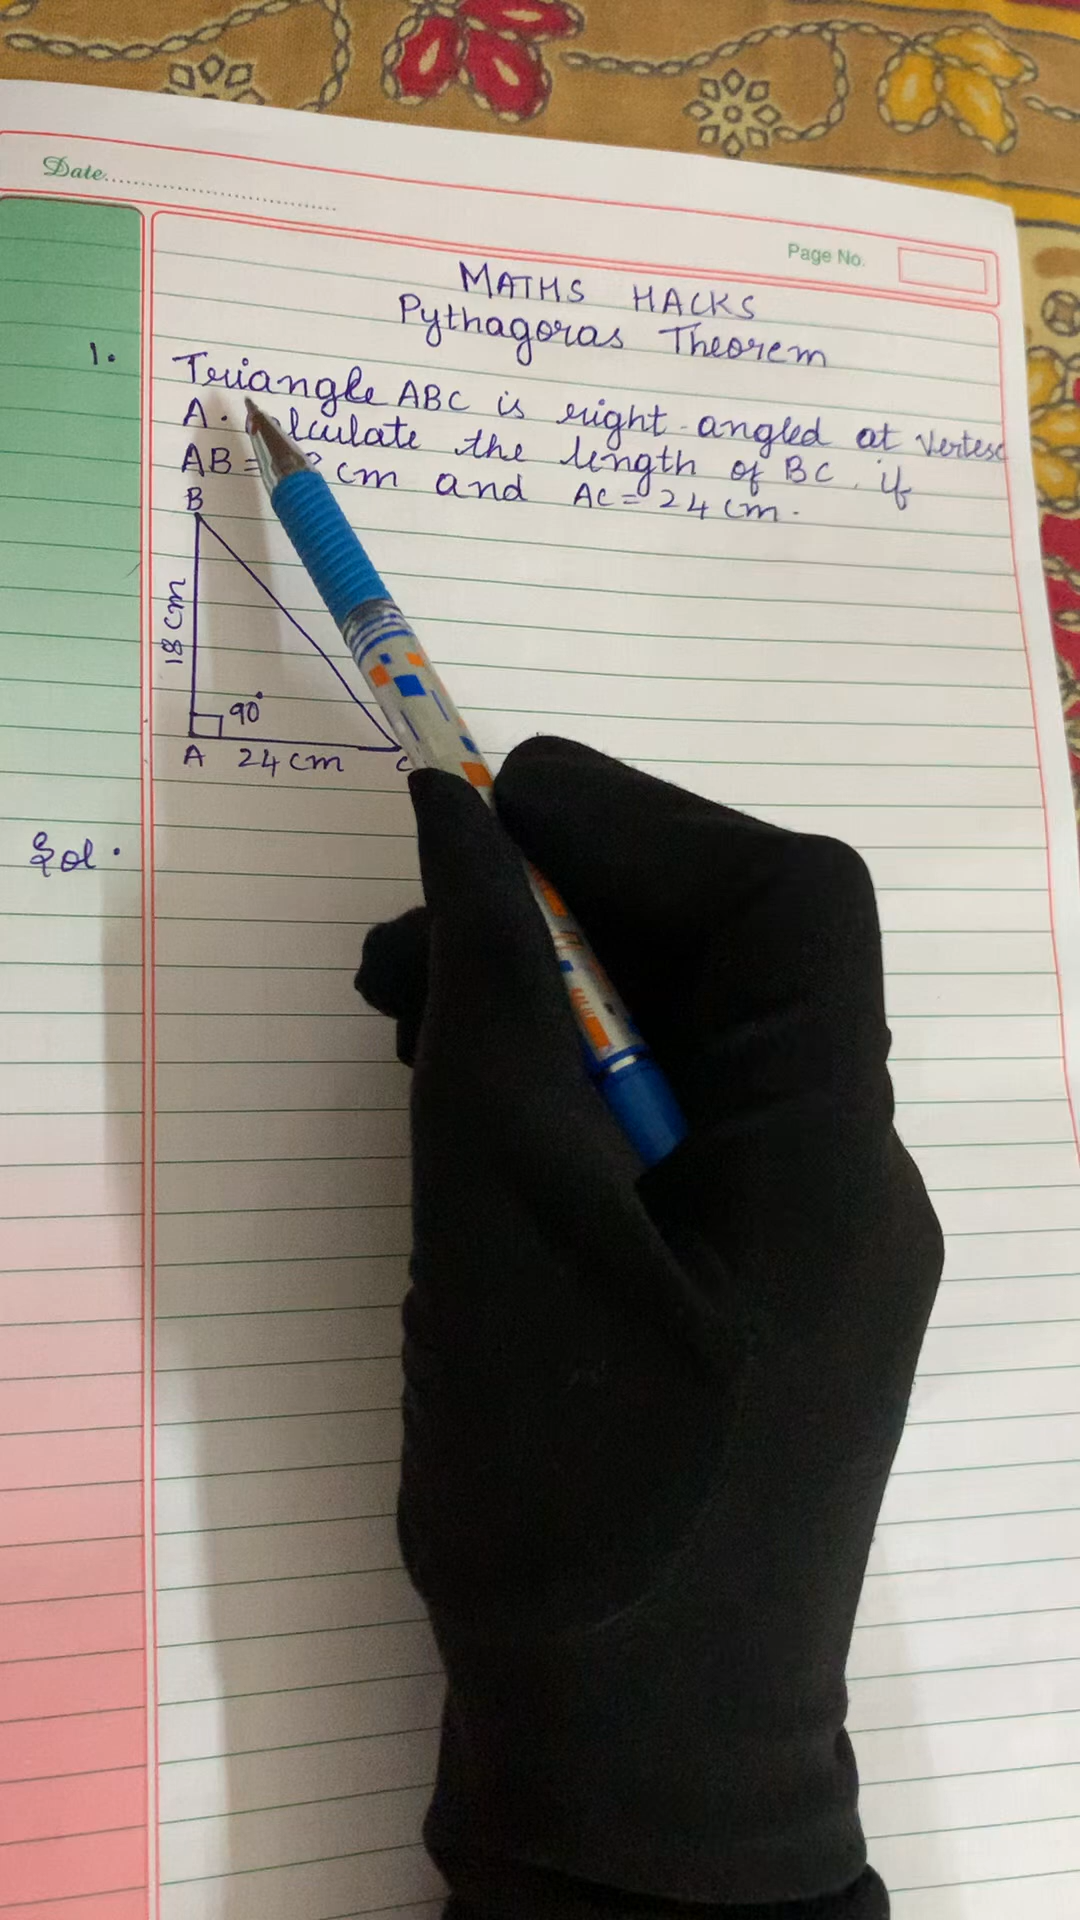 Date
Page No.
MATHS HACKS
Pythagoras Theorem
1. Triangle ABC is right-angled at Vertex
A. the length of BC, if
AB = cm and AC = 24 cm.
B
18 cm
90°
A 24 cm C
Sol.